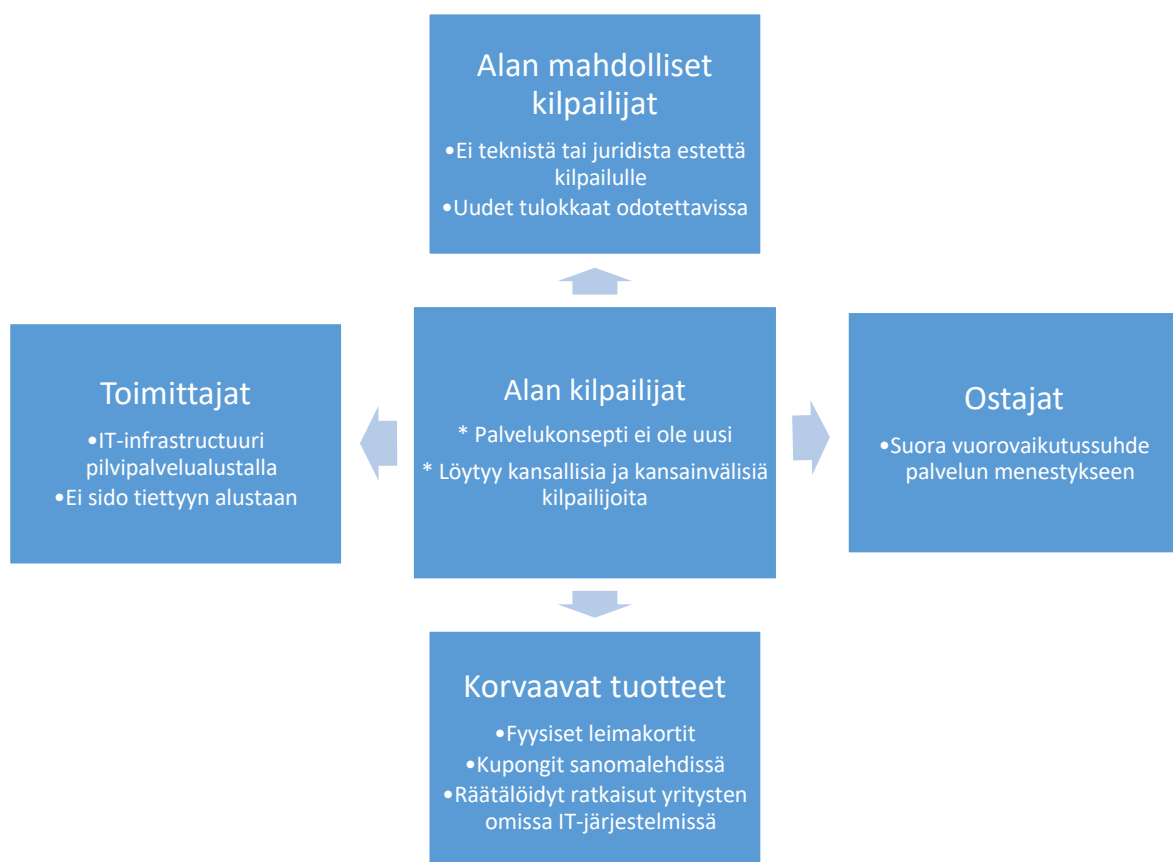 Alan mahdolliset
kilpailijat
•Ei teknistä tai juridista estettä
kilpailulle
•Uudet tulokkaat odotettavissa
Toimittajat
•IT-infrastructuuri
pilvipalvelualustalla
•Ei sido tiettyyn alustaan
Alan kilpailijat
* Palvelukonsepti ei ole uusi
* Löytyy kansallisia ja kansainvälisiä
kilpailijoita
Ostajat
•Suora vuorovaikutussuhde
palvelun menestykseen
Korvaavat tuotteet
•Fyysiset leimakortit
•Kupongit sanomalehdissä
•Räätälöidyt ratkaisut yritysten
omissa IT-järjestelmissä